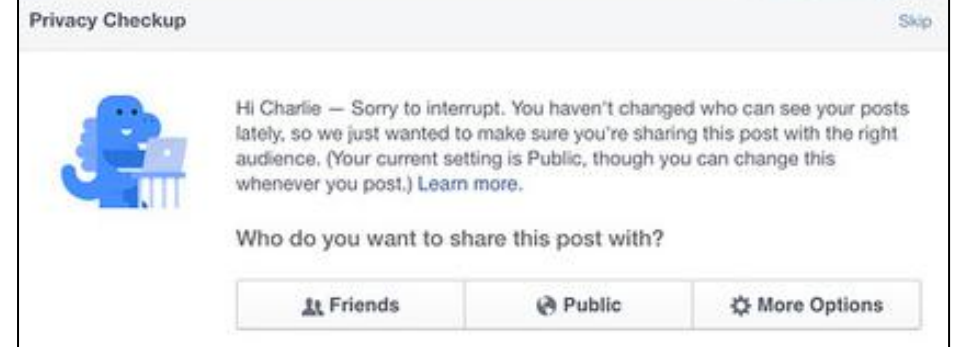 Privacy Checkup
Skip
Hi Charlie — Sorry to interrupt. You haven't changed who can see your posts
lately, so we just wanted to make sure you're sharing this post with the right
audience. (Your current setting is Public, though you can change this
whenever you post.) Learn more.
Who do you want to share this post with?
Friends
Public
More Options